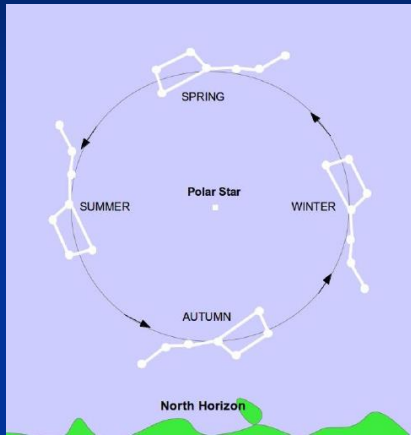 SPRING
Polar Star
SUMMER
WINTER
AUTUMN
North Horizon